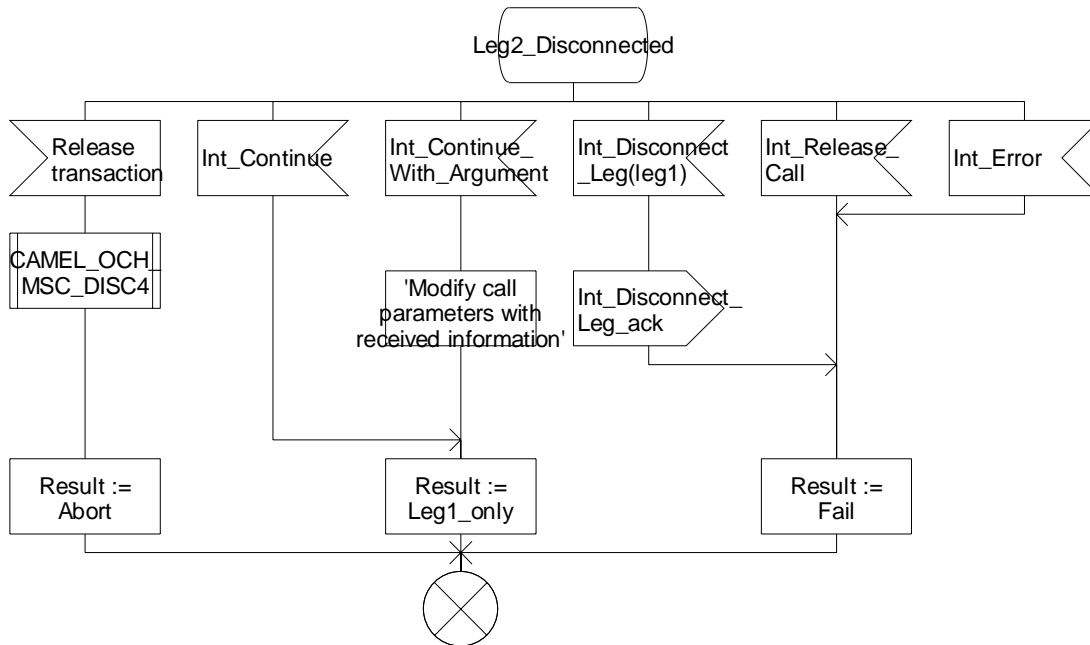 Leg2_Disconnected
Release
transaction
Int_Continue
Int_Continue_
With_Argument
Int_Disconnect
_Leg(leg1)
Int_Release_
Call
Int_Error
CAMEL_OCH_
MSC_DISC4
'Modify call
parameters with
received information'
Int_Disconnect_
Leg_ack
Result :=
Abort
Result :=
Leg1_only
Result :=
Fail